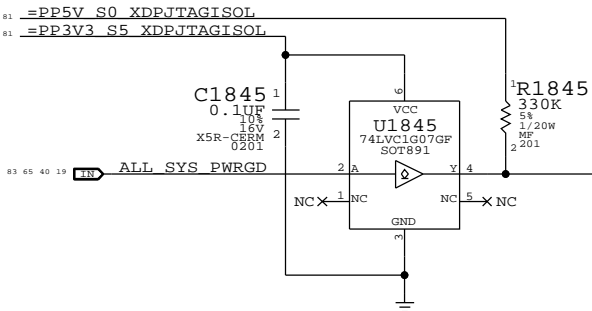 81 =PP5V_S0_XDPJTAGISOL
81 =PP3V3_S5_XDPJTAGISOL
C1845 1
0.1UF
10%
16V
X5R-CERM 2
0201
6
VCC
U1845
74LVC1G07GF
SOT891
1 R1845
330K
5%
1/20W
MF
2 201
83 65 40 19 IN ALL_SYS_PWRGD 2 A Y 4
NC 1 NC NC 5 NC
GND
3